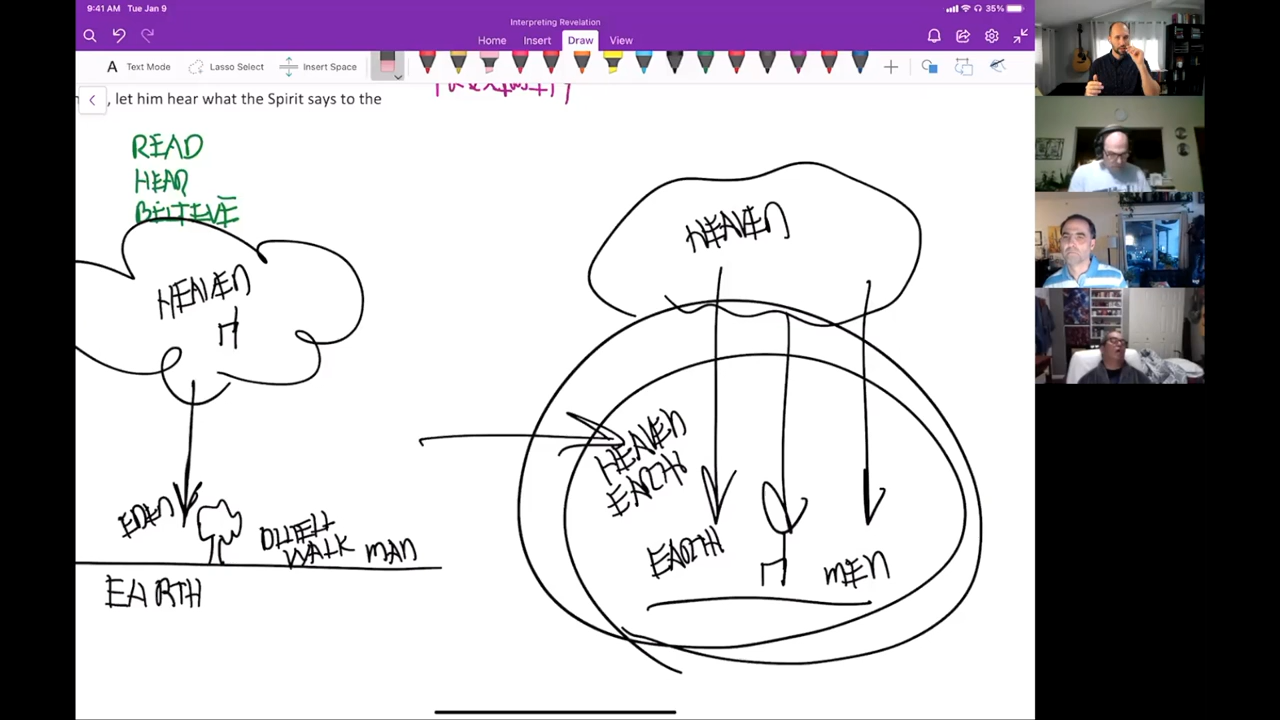 9:41 AM Tue Jan 9
35%
Interpreting Revelation
Home Insert Draw View
A Text Mode
Lasso Select
Insert Space
, let him hear what the Spirit says to the
READ
HEAR
BELIEVE
HEAVEN
HEAVEN
HEAVEN
EARTH
EDEN
DWELL
WALK MAN
EARTH
EARTH
MEN